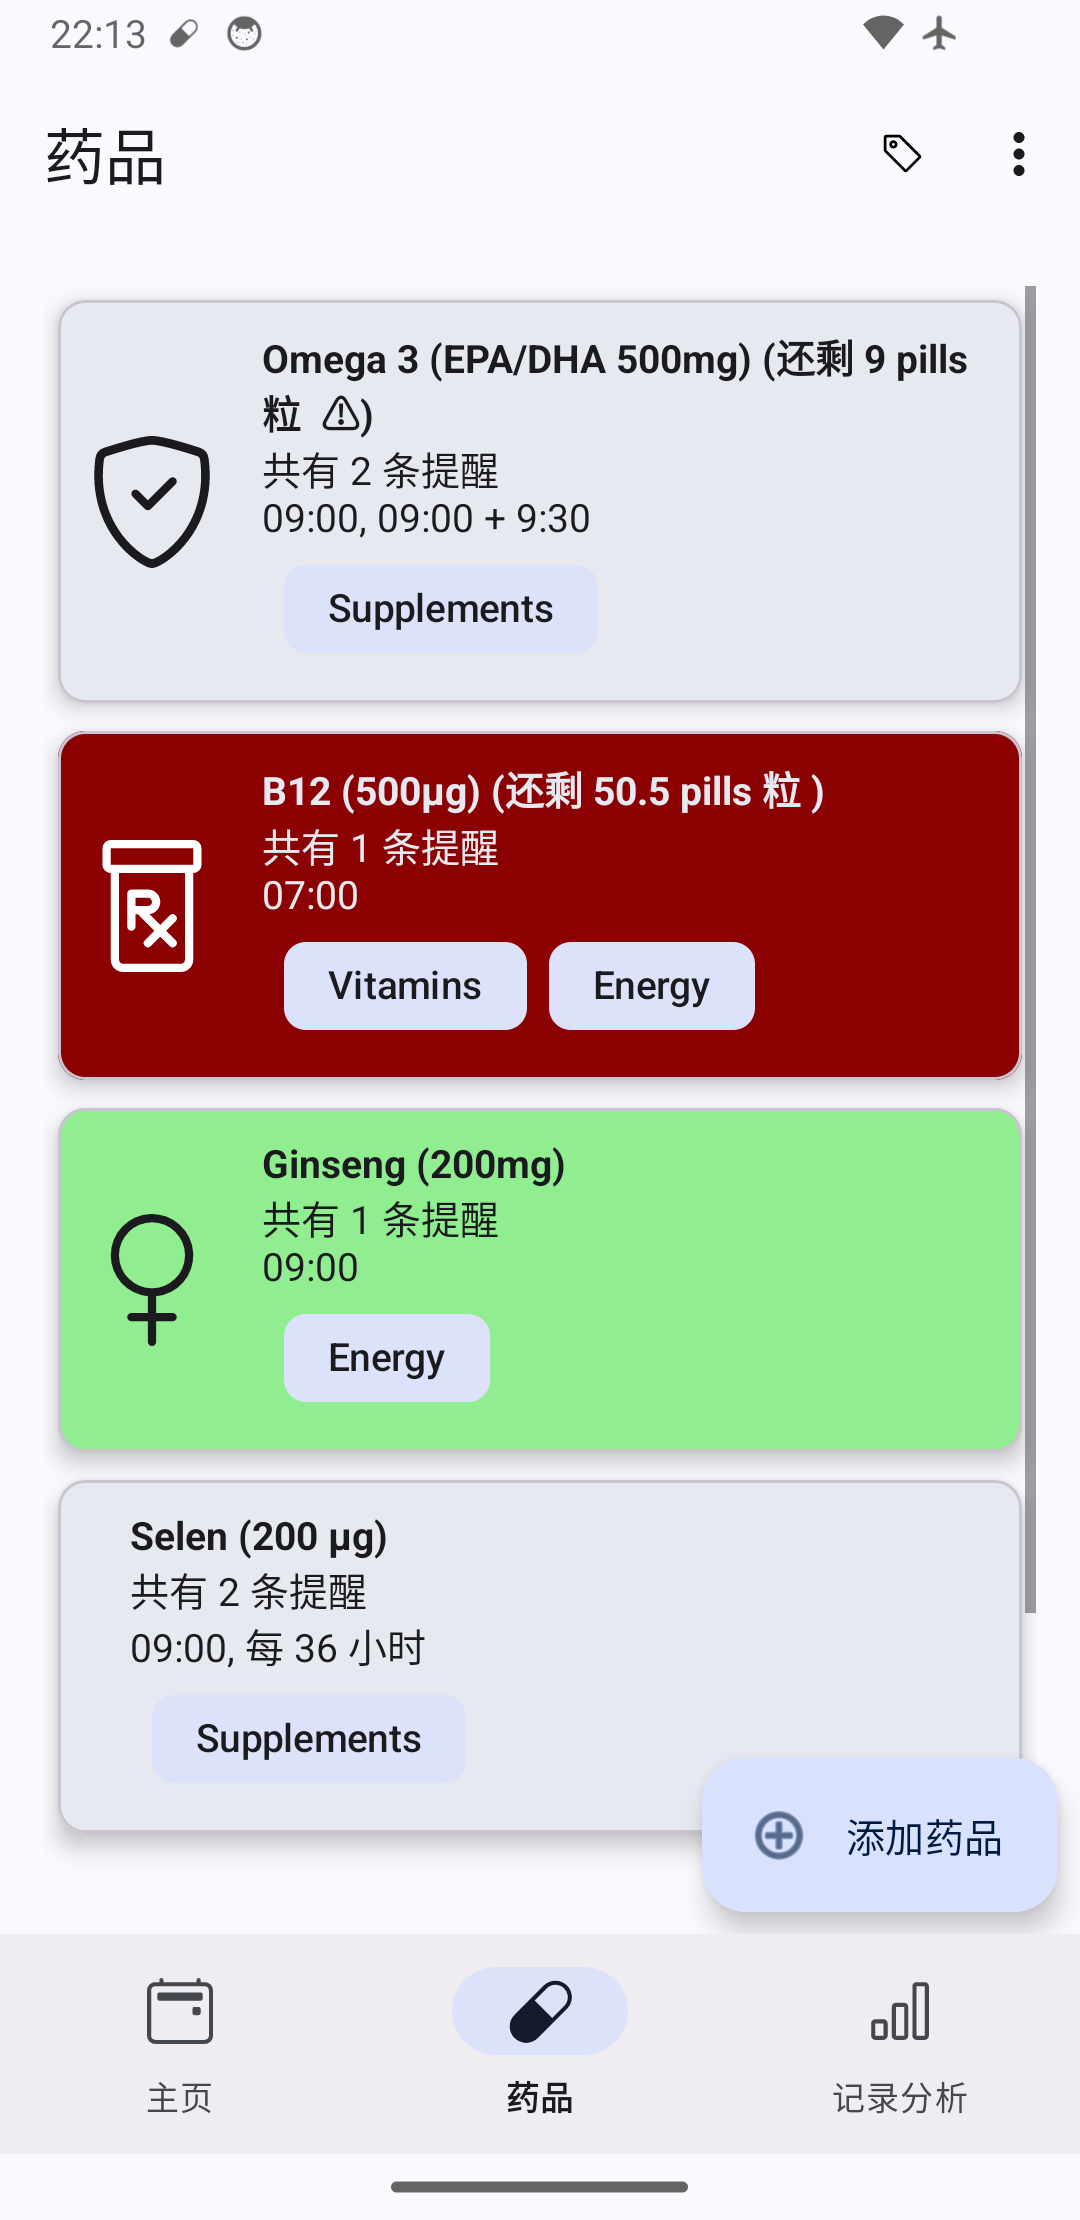 22:13
药品
Omega 3 (EPA/DHA 500mg) (还剩 9 pills
粒 ⚠)
共有 2 条提醒
09:00, 09:00 + 9:30
Supplements
B12 (500µg) (还剩 50.5 pills 粒 )
共有 1 条提醒
07:00
Vitamins Energy
Ginseng (200mg)
共有 1 条提醒
09:00
Energy
Selen (200 µg)
共有 2 条提醒
09:00, 每 36 小时
Supplements
添加药品
主页 药品 记录分析